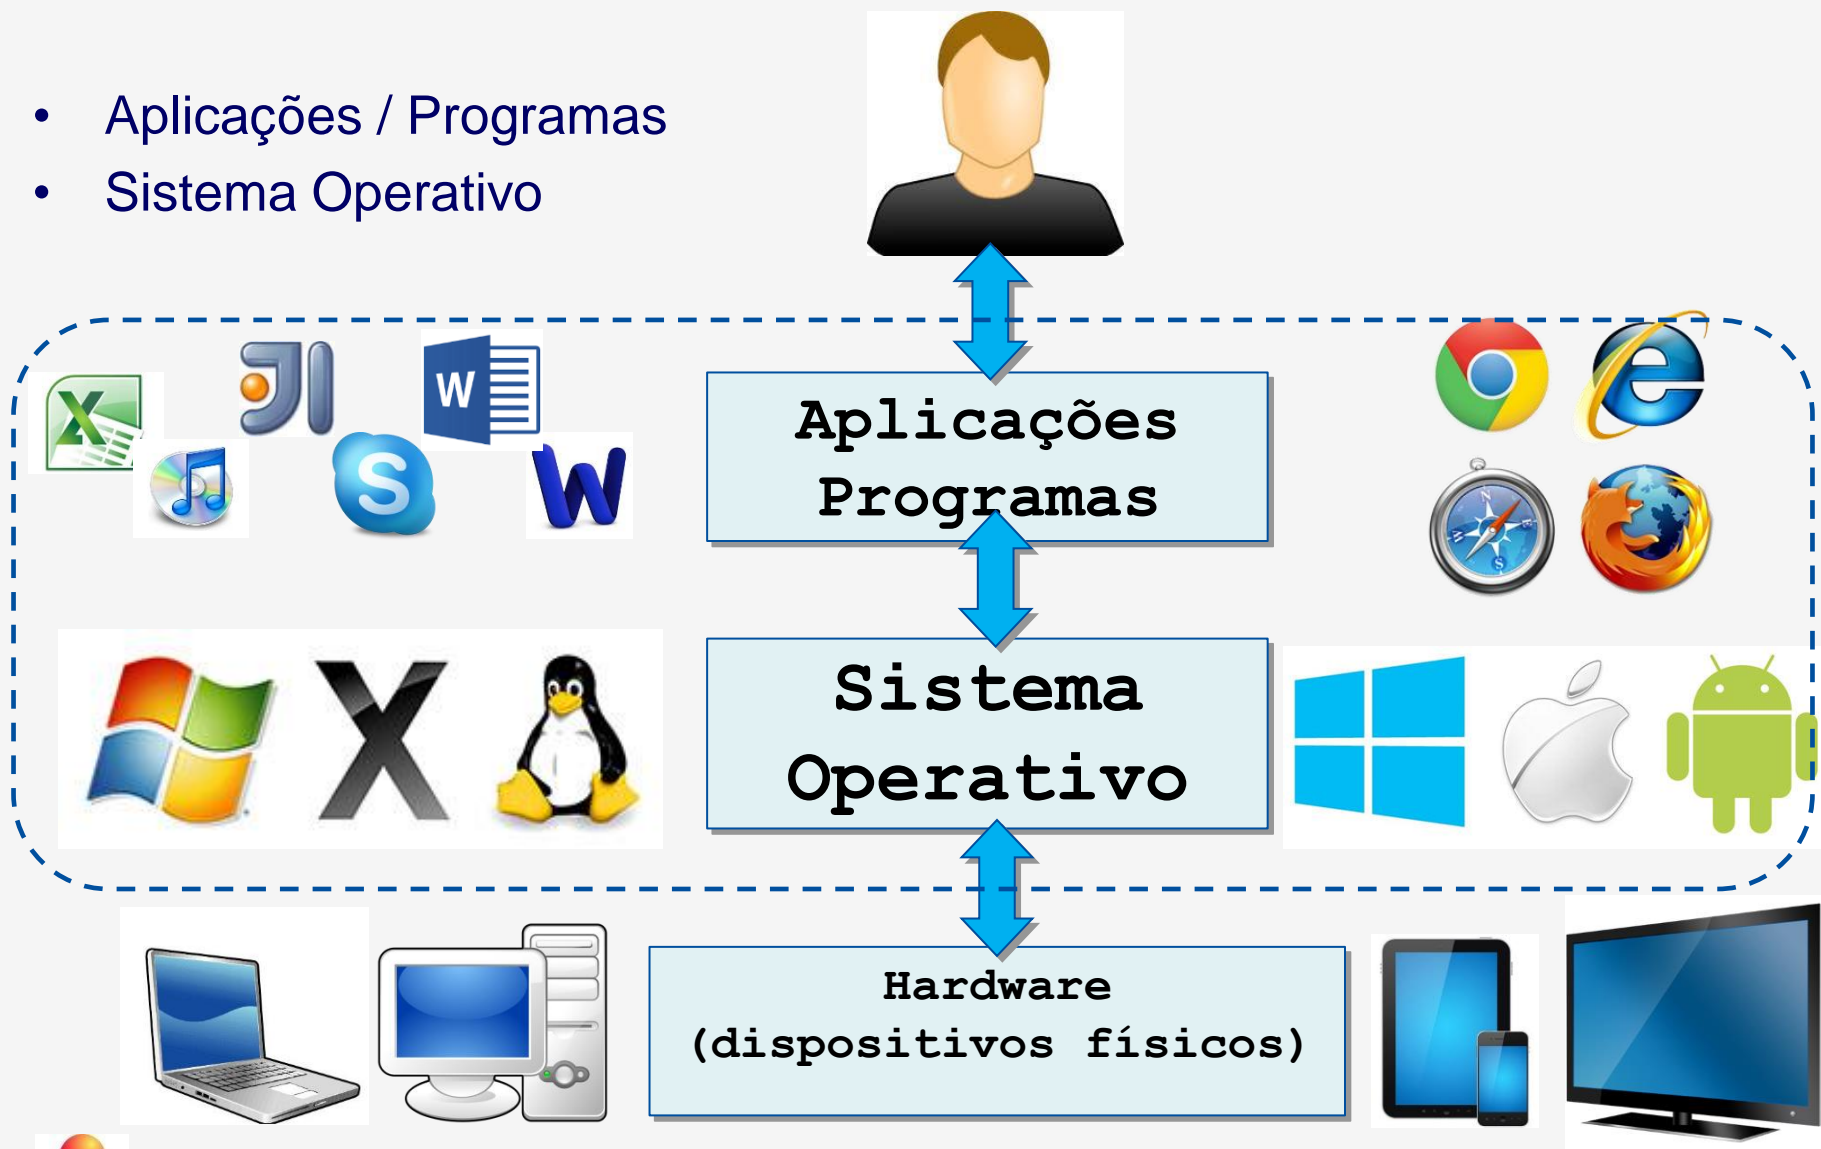 • Aplicações / Programas
• Sistema Operativo
Aplicações
Programas
Sistema
Operativo
Hardware
(dispositivos físicos)